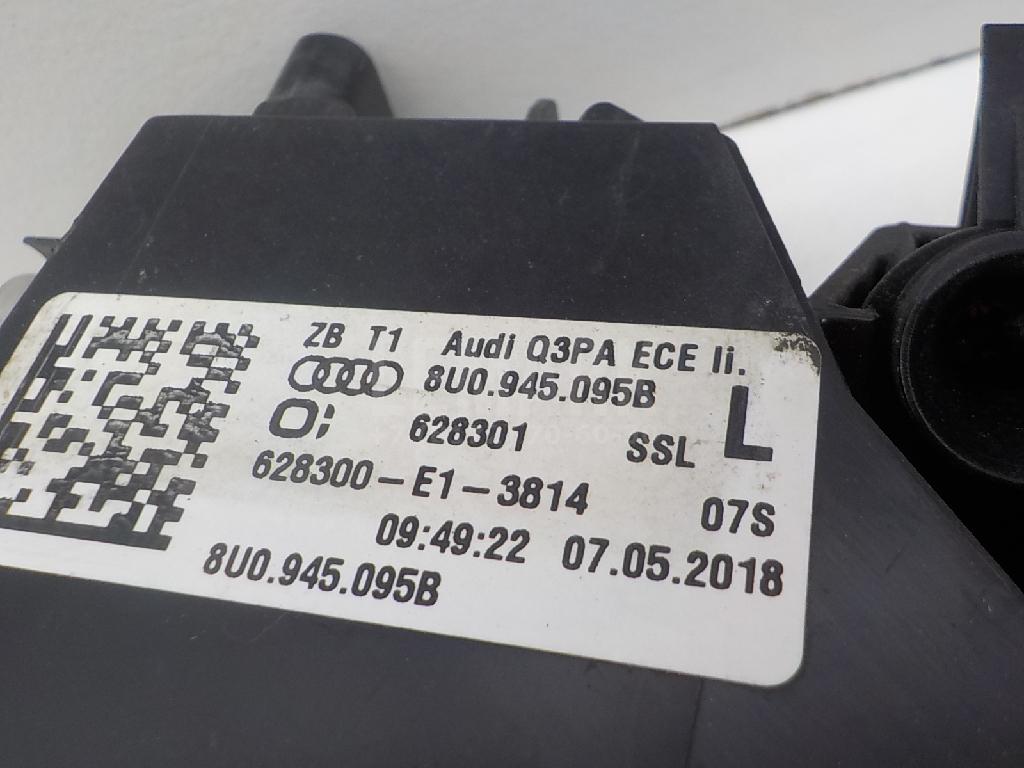 ZB T1 Audi Q3PA ECE li.
8U0.945.095B
O; 628301 SSL L
628300-E1-3814 07S
09:49:22 07.05.2018
8U0.945.095B